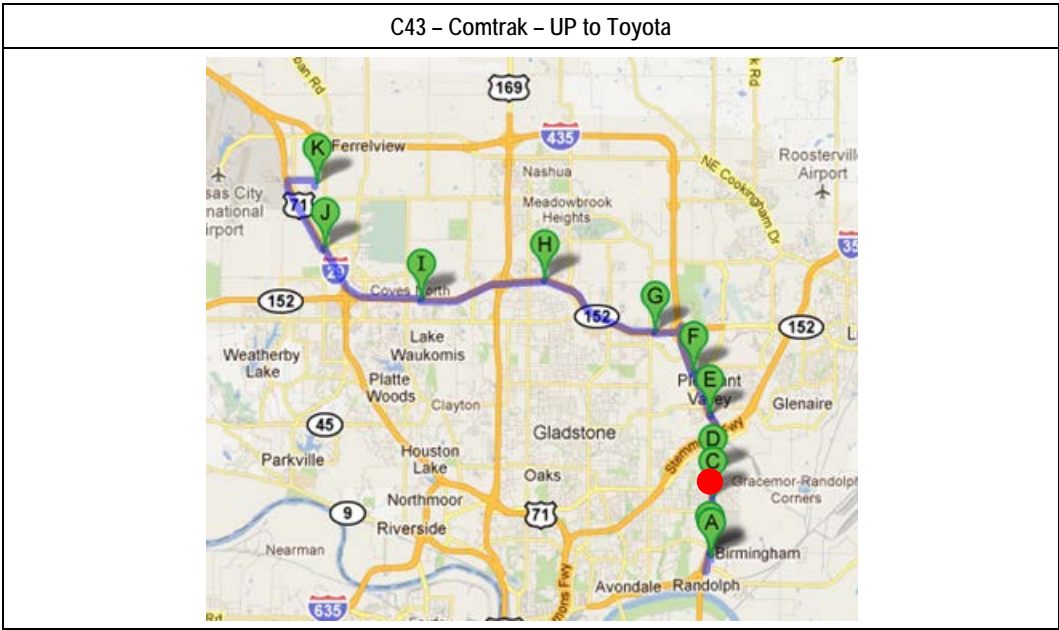 C43 – Comtrak – UP to Toyota
169
K
Ferrelview
435
Roosterville
Airport
Nashua
NE Cookingham Dr
71
J
Meadowbrook
Heights
H
29
I
Coves North
152
G
152
152
F
Lake
Waukomis
Weatherby
Lake
Platte
Woods
E
Pleasant
Valley
Clayton
Glenaire
45
Gladstone
D
Parkville
Houston
Lake
C
Oaks
Gracemor-Randolph
Corners
Northmoor
9
71
Riverside
A
Nearman
Birmingham
Avondale
Randolph
635